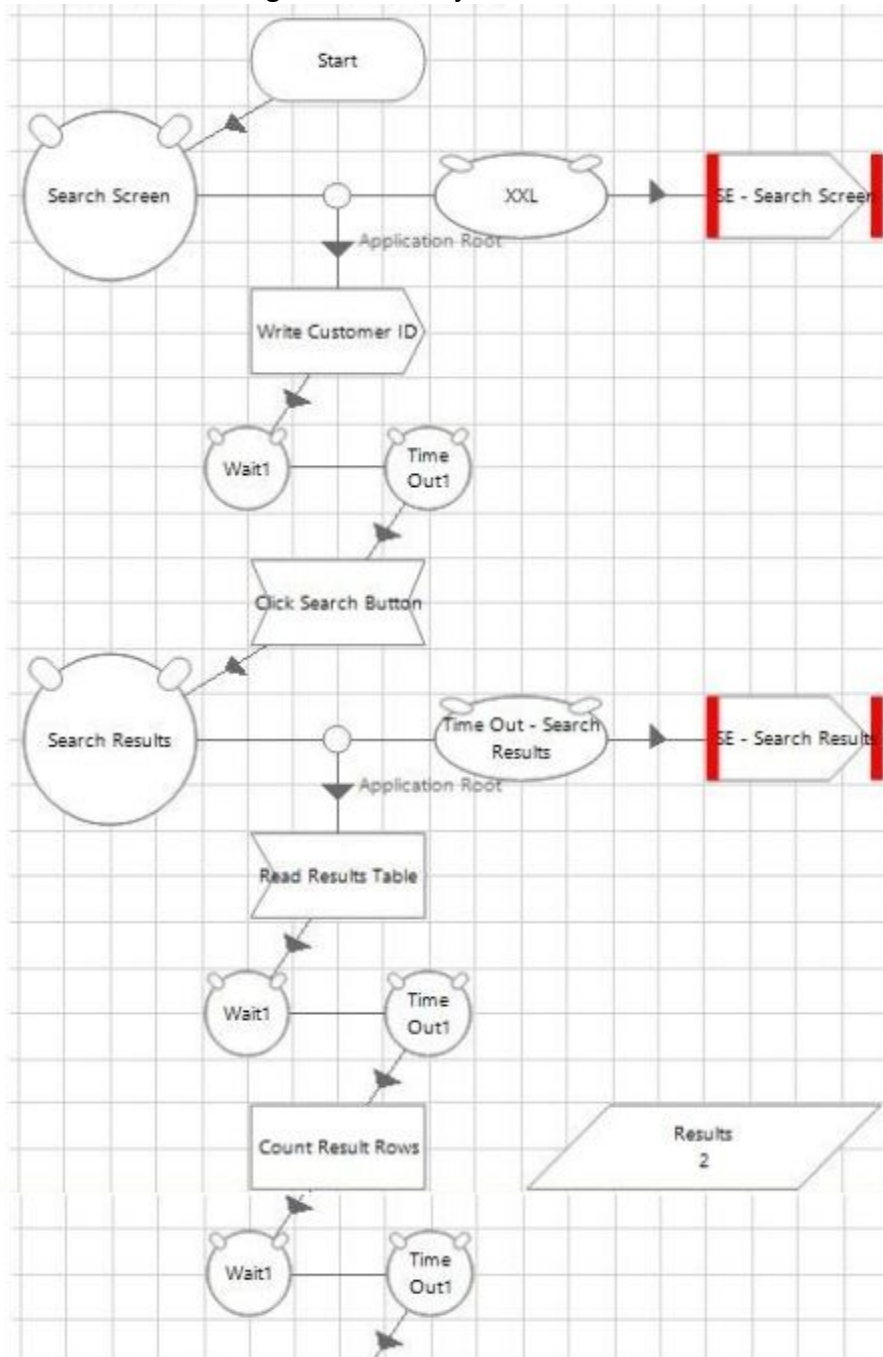 Start
Search Screen
XXL
SE - Search Screen
Application Root
Write Customer ID
Wait1
Time
Out1
Click Search Button
Search Results
Time Out - Search
Results
SE - Search Results
Application Root
Read Results Table
Wait1
Time
Out1
Count Result Rows
Results
2
Wait1
Time
Out1